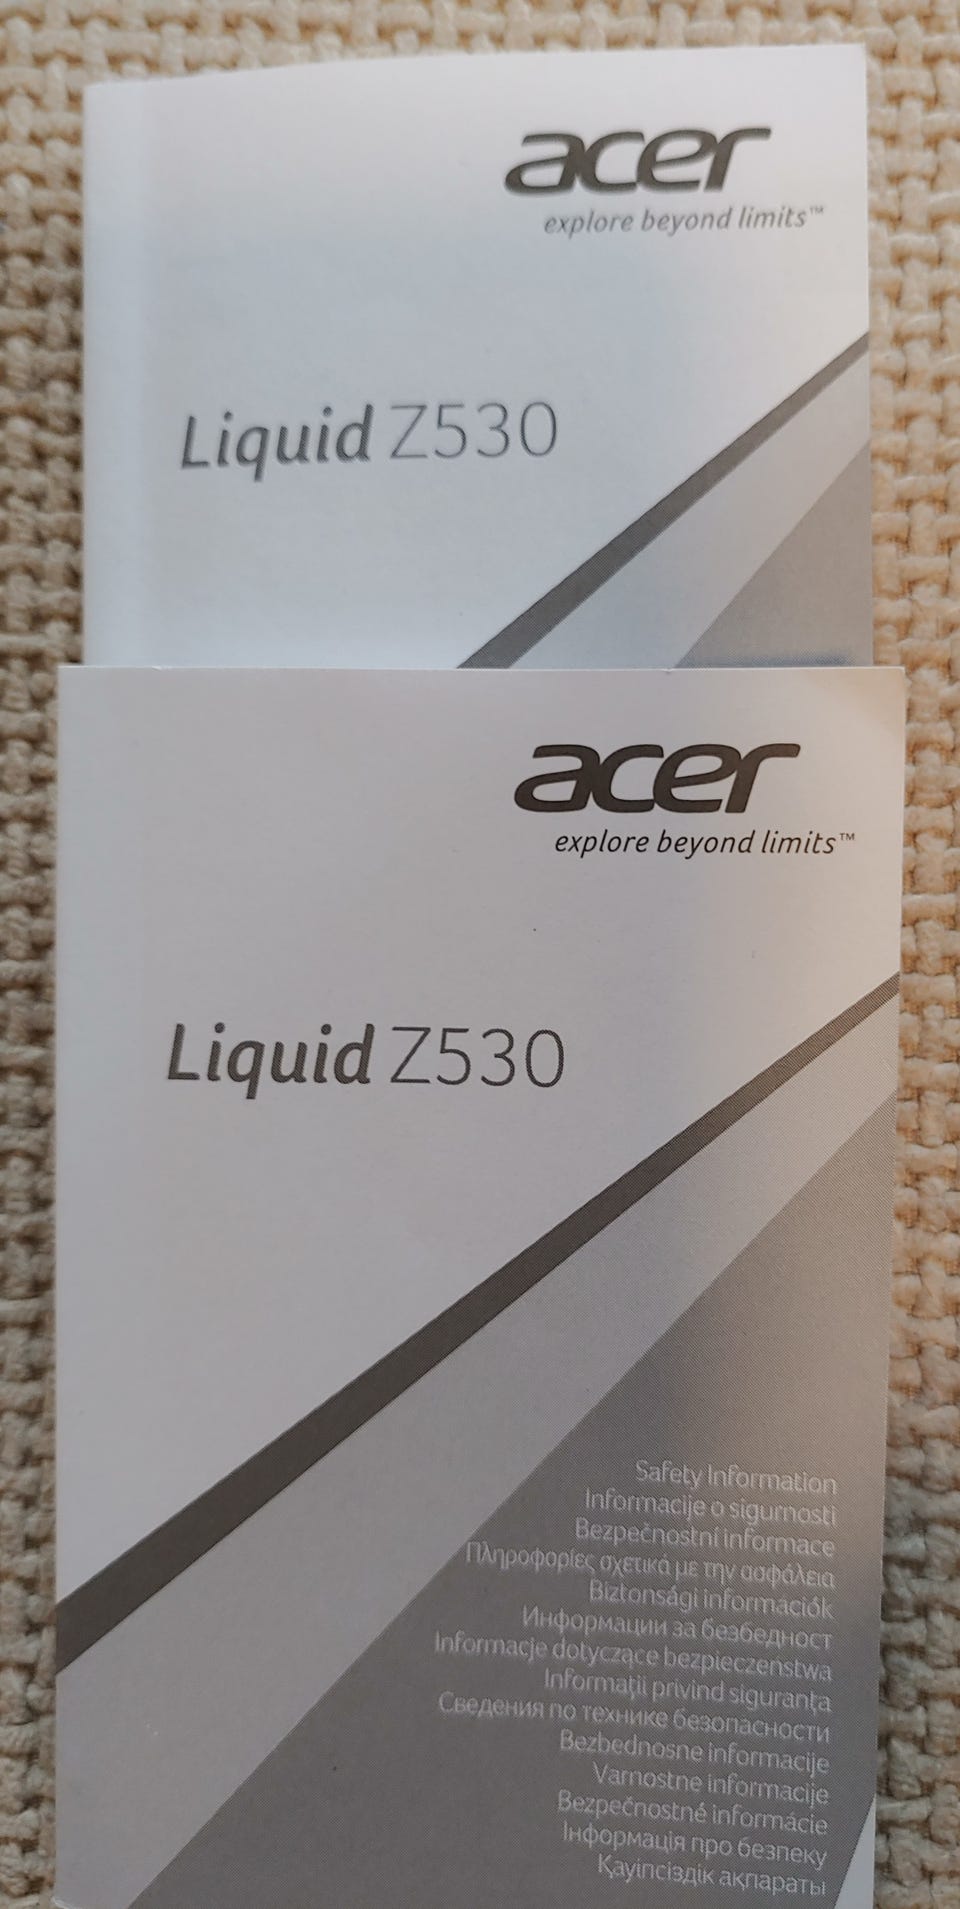 acer
explore beyond limits™
Liquid Z530
acer
explore beyond limits™
Liquid Z530
Safety Information
Informacije o sigurnosti
Bezpečnostní informace
Πληροφορίες σχετικά με την ασφάλεια
Biztonsági információk
Информации за безбедност
Informacje dotyczące bezpieczeństwa
Informații privind siguranța
Сведения по технике безопасности
Bezbednosne informacije
Varnostne informacije
Bezpečnostné informácie
Інформація про безпеку
Қауіпсіздік ақпараты